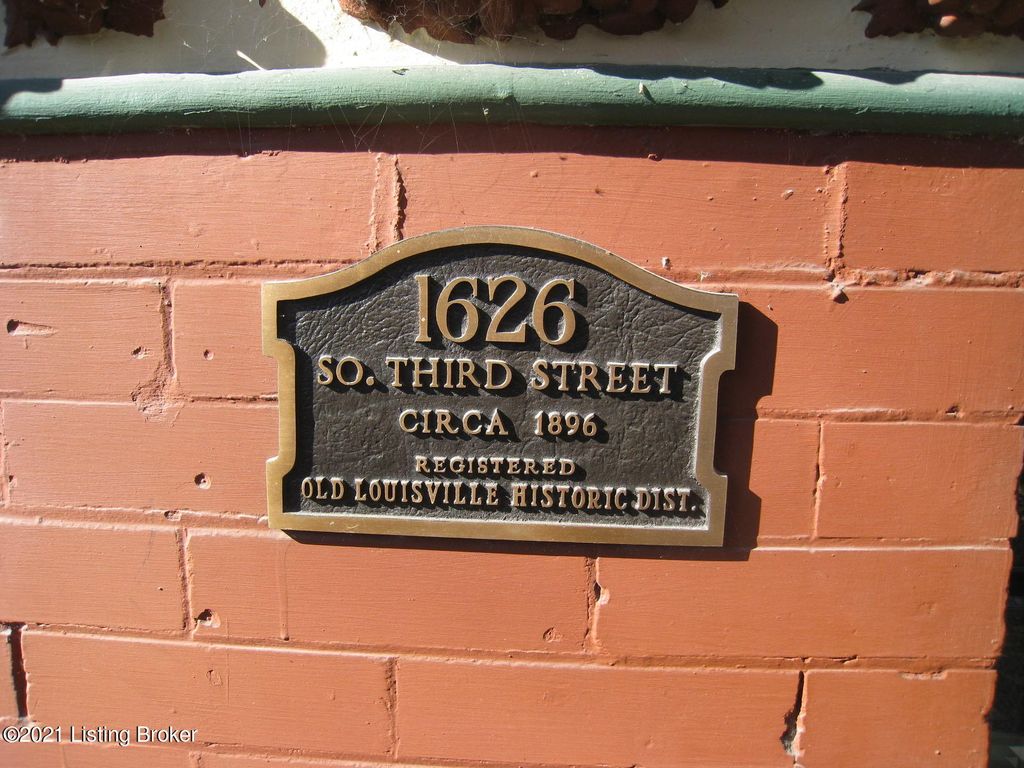 1626
SO. THIRD STREET
CIRCA 1896
REGISTERED
OLD LOUISVILLE HISTORIC DIST.
©2021 Listing Broker